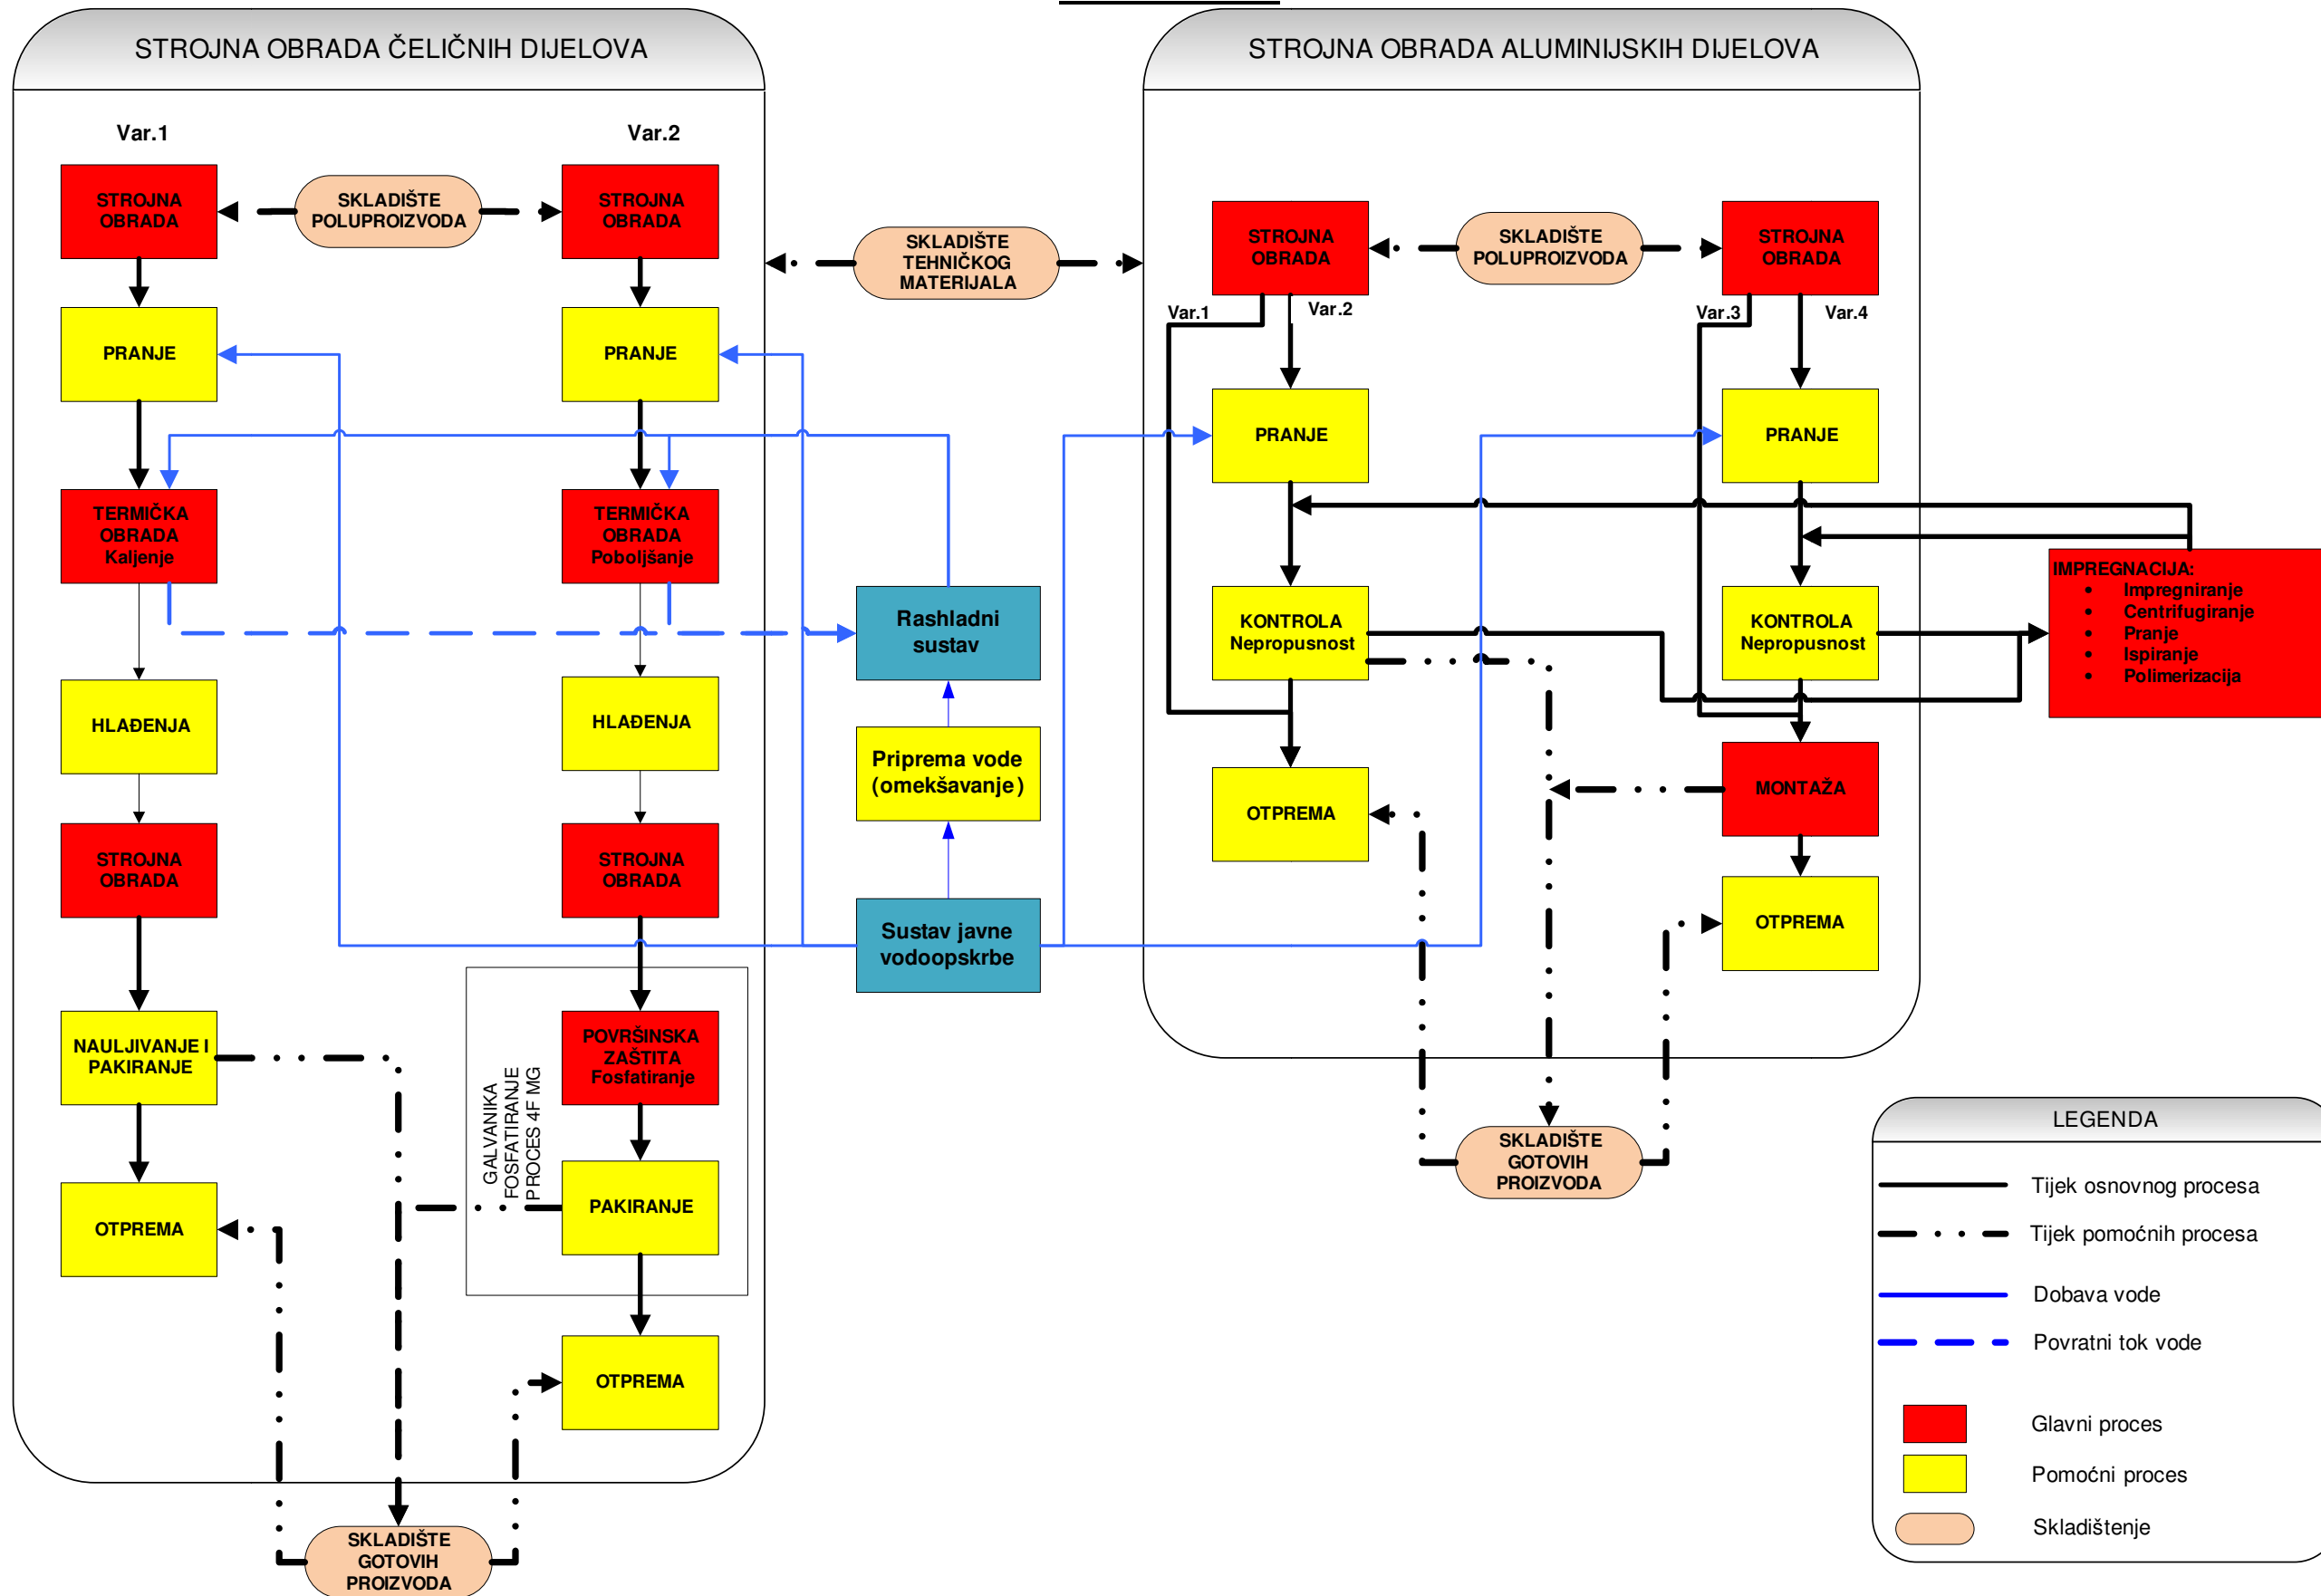 STROJNA OBRADA ČELIČNIH DIJELOVA
Var.1
Var.2
STROJNA
OBRADA
SKLADIŠTE
POLUPROIZVODA
STROJNA
OBRADA
PRANJE
PRANJE
TERMIČKA
OBRADA
Kaljenje
TERMIČKA
OBRADA
Poboljšanje
HLAĐENJA
HLAĐENJA
STROJNA
OBRADA
STROJNA
OBRADA
NAULJIVANJE I
PAKIRANJE
POVRŠINSKA
ZAŠTITA
Fosfatiranje
GALVANIKA
FOSFATIRANJE
PROCES 4F MG
PAKIRANJE
OTPREMA
OTPREMA
SKLADIŠTE
GOTOVIH
PROIZVODA
SKLADIŠTE
TEHNIČKOG
MATERIJALA
Rashladni
sustav
Priprema vode
(omekšavanje)
Sustav javne
vodoopskrbe
STROJNA OBRADA ALUMINIJSKIH DIJELOVA
STROJNA
OBRADA
SKLADIŠTE
POLUPROIZVODA
STROJNA
OBRADA
Var.1
Var.2
Var.3
Var.4
PRANJE
PRANJE
KONTROLA
Nepropusnost
KONTROLA
Nepropusnost
IMPREGNACIJA:
• Impregniranje
• Centrifugiranje
• Pranje
• Ispiranje
• Polimerizacija
OTPREMA
MONTAŽA
OTPREMA
SKLADIŠTE
GOTOVIH
PROIZVODA
LEGENDA
Tijek osnovnog procesa
Tijek pomoćnih procesa
Dobava vode
Povratni tok vode
Glavni proces
Pomoćni proces
Skladištenje